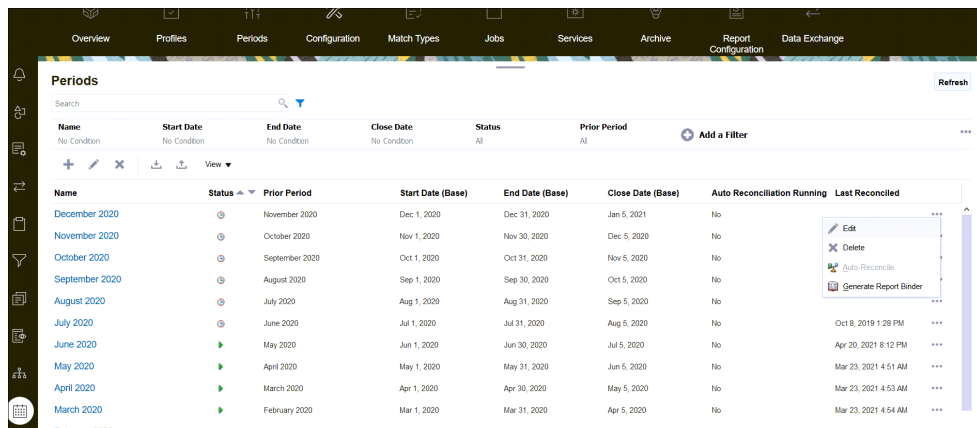 Overview Profiles Periods Configuration Match Types Jobs Services Archive Report Configuration Data Exchange
Periods
Refresh
Search
Name Start Date End Date Close Date Status Prior Period
No Condition No Condition No Condition No Condition All All
Add a Filter
View
Name Status Prior Period Start Date (Base) End Date (Base) Close Date (Base) Auto Reconciliation Running Last Reconciled
December 2020 November 2020 Dec 1, 2020 Dec 31, 2020 Jan 5, 2021 No
November 2020 October 2020 Nov 1, 2020 Nov 30, 2020 Dec 5, 2020 No
October 2020 September 2020 Oct 1, 2020 Oct 31, 2020 Nov 5, 2020 No
September 2020 August 2020 Sep 1, 2020 Sep 30, 2020 Oct 5, 2020 No
August 2020 July 2020 Aug 1, 2020 Aug 31, 2020 Sep 5, 2020 No
Edit
Delete
Auto-Reconcile
Generate Report Binder
July 2020 June 2020 Jul 1, 2020 Jul 31, 2020 Aug 5, 2020 No Oct 8, 2019 1:28 PM
June 2020 May 2020 Jun 1, 2020 Jun 30, 2020 Jul 5, 2020 No Apr 20, 2021 8:12 PM
May 2020 April 2020 May 1, 2020 May 31, 2020 Jun 5, 2020 No Mar 23, 2021 4:51 AM
April 2020 March 2020 Apr 1, 2020 Apr 30, 2020 May 5, 2020 No Mar 23, 2021 4:53 AM
March 2020 February 2020 Mar 1, 2020 Mar 31, 2020 Apr 5, 2020 No Mar 23, 2021 4:54 AM